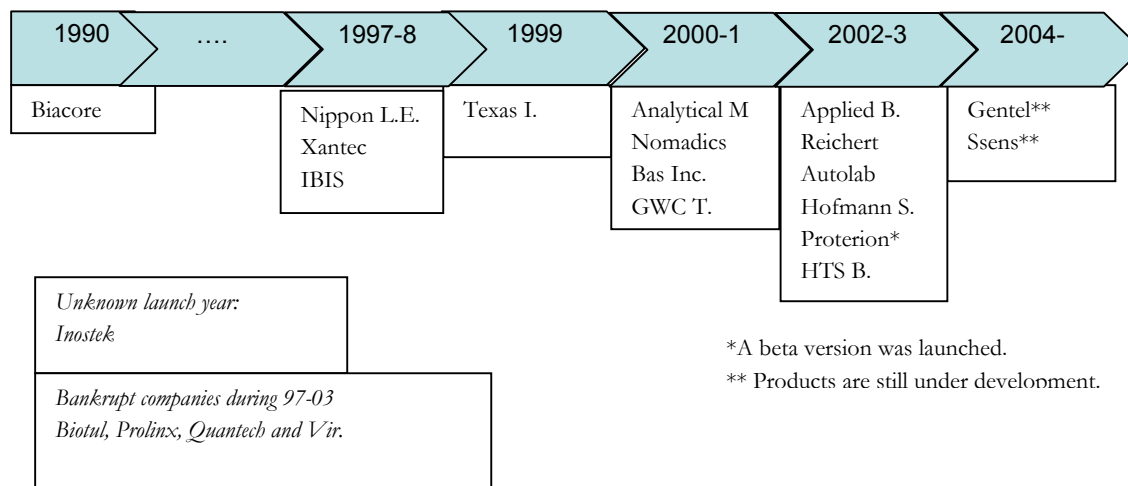 1990
....
1997-8
1999
2000-1
2002-3
2004-
Biacore
Nippon L.E.
Xantec
IBIS
Texas I.
Analytical M
Nomadics
Bas Inc.
GWC T.
Applied B.
Reichert
Autolab
Hofmann S.
Proterion*
HTS B.
Gentel**
Ssens**
Unknown launch year:
Inostek
Bankrupt companies during 97-03
Biotul, Prolinx, Quantech and Vir.
*A beta version was launched.
** Products are still under development.